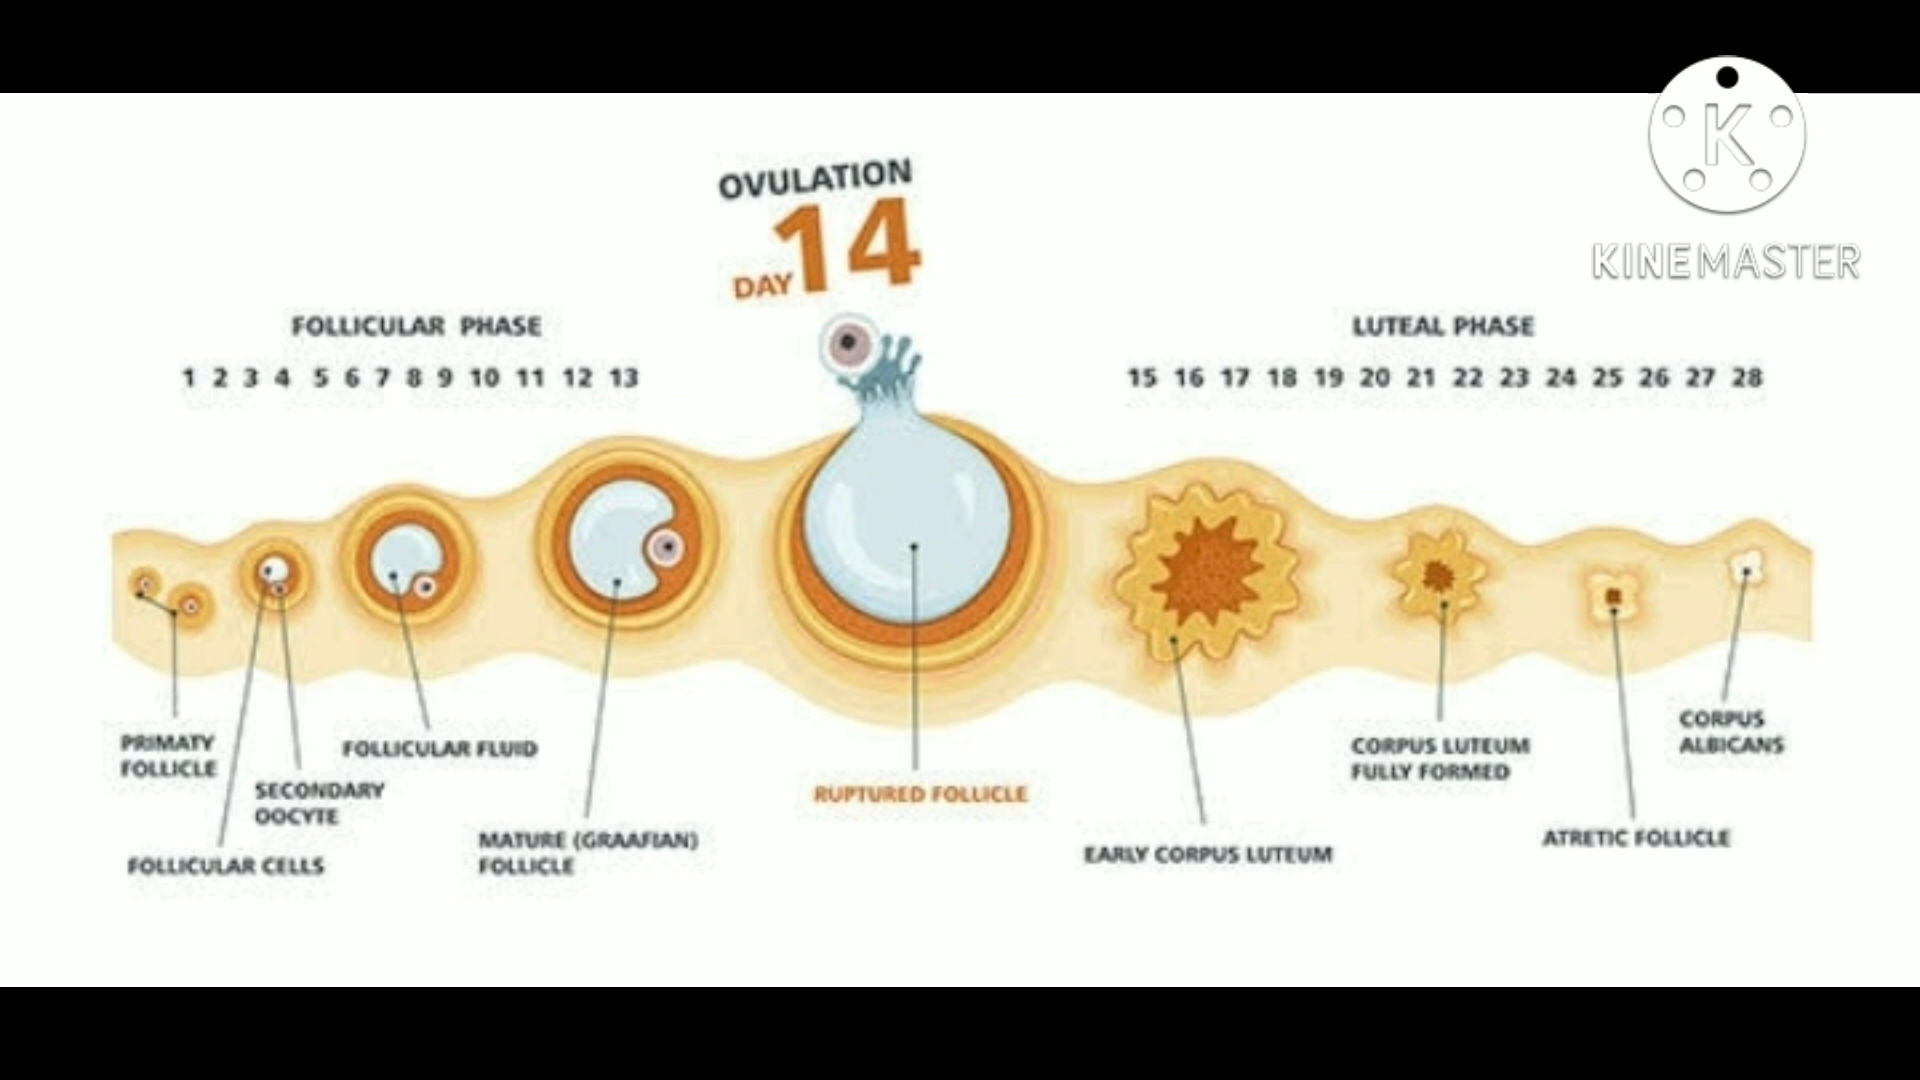 K
KINEMASTER
OVULATION
DAY 14
FOLLICULAR PHASE
1 2 3 4 5 6 7 8 9 10 11 12 13
LUTEAL PHASE
15 16 17 18 19 20 21 22 23 24 25 26 27 28
PRIMATY
FOLLICLE
FOLLICULAR CELLS
SECONDARY
OOCYTE
FOLLICULAR FLUID
MATURE (GRAAFIAN)
FOLLICLE
RUPTURED FOLLICLE
EARLY CORPUS LUTEUM
CORPUS LUTEUM
FULLY FORMED
ATRETIC FOLLICLE
CORPUS
ALBICANS